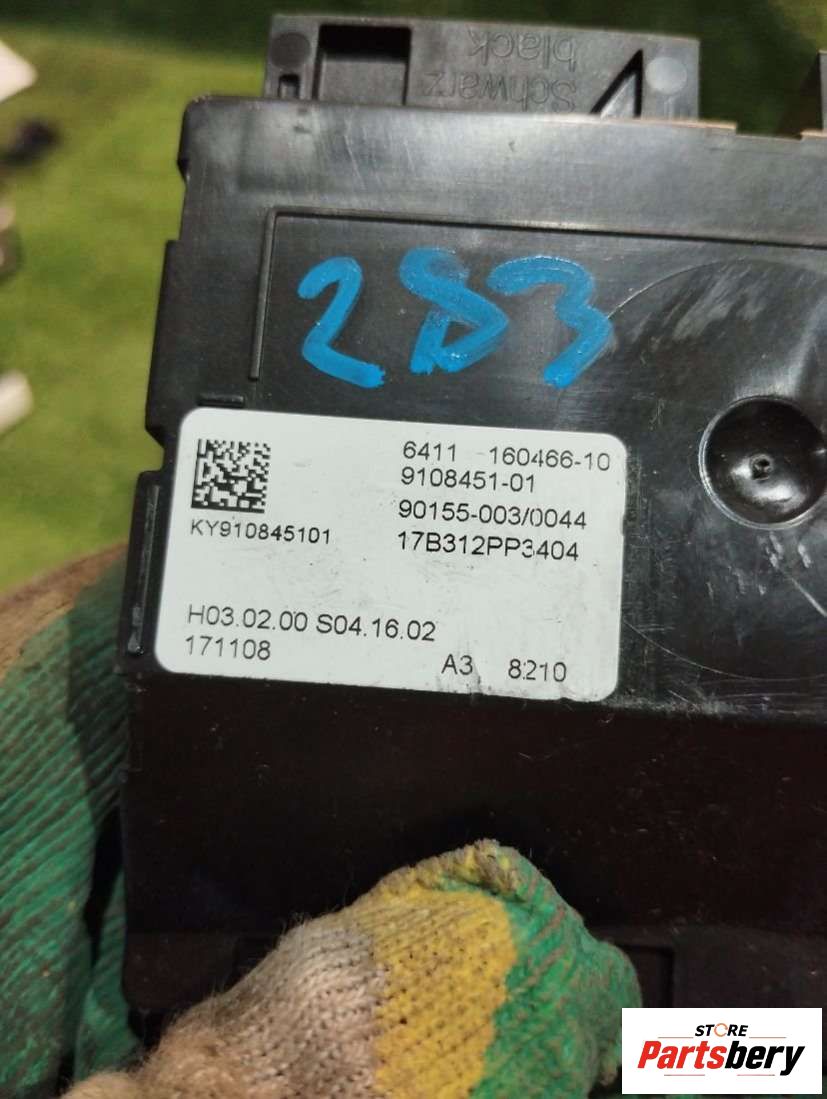 Schwarz
black
283
6411 160466-10
9108451-01
90155-003/0044
KY910845101
17B312PP3404
H03.02.00 S04.16.02
171108
A3 8210
STORE
Partsbery